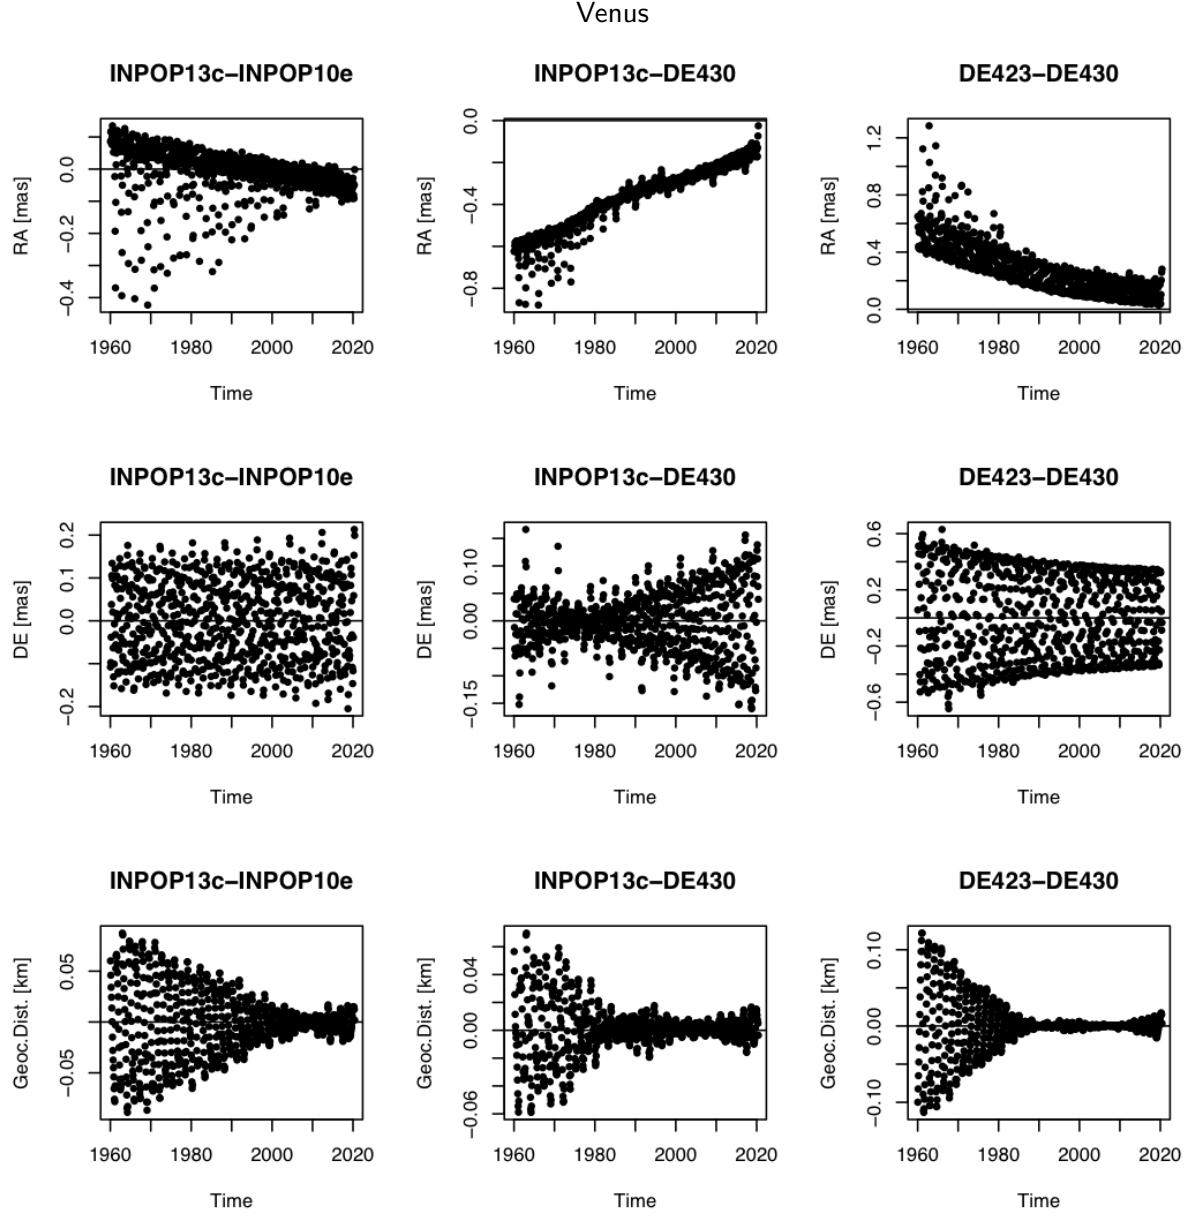 Venus
INPOP13c−INPOP10e INPOP13c−DE430 DE423−DE430
RA [mas]
0.0
−0.2
−0.4
1960 1980 2000 2020
Time
RA [mas]
0.0
−0.4
−0.8
1960 1980 2000 2020
Time
RA [mas]
1.2
0.8
0.4
0.0
1960 1980 2000 2020
Time
INPOP13c−INPOP10e INPOP13c−DE430 DE423−DE430
DE [mas]
0.2
0.1
0.0
−0.2
1960 1980 2000 2020
Time
DE [mas]
0.10
0.00
−0.15
1960 1980 2000 2020
Time
DE [mas]
0.6
0.2
−0.2
−0.6
1960 1980 2000 2020
Time
INPOP13c−INPOP10e INPOP13c−DE430 DE423−DE430
Geoc.Dist. [km]
0.05
−0.05
1960 1980 2000 2020
Time
Geoc.Dist. [km]
0.04
0.00
−0.06
1960 1980 2000 2020
Time
Geoc.Dist. [km]
0.10
0.00
−0.10
1960 1980 2000 2020
Time